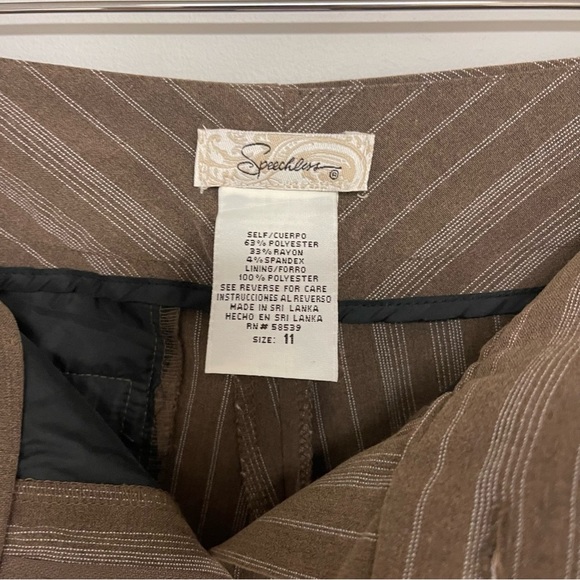 Speechless®
SELF/CUERPO
63% POLYESTER
33% RAYON
4% SPANDEX
LINING/FORRO
100% POLYESTER
SEE REVERSE FOR CARE
INSTRUCCIONES AL REVERSO
MADE IN SRI LANKA
HECHO EN SRI LANKA
RN# 58539
SIZE: 11